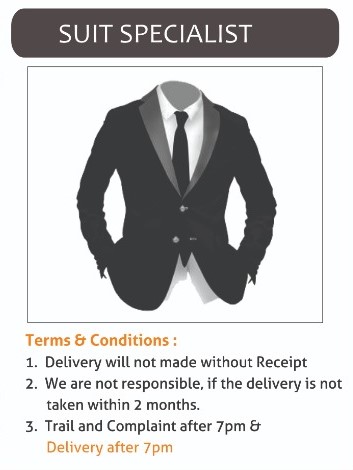 SUIT SPECIALIST
Terms & Conditions :
1. Delivery will not made without Receipt
2. We are not responsible, if the delivery is not
taken within 2 months.
3. Trail and Complaint after 7pm &
Delivery after 7pm